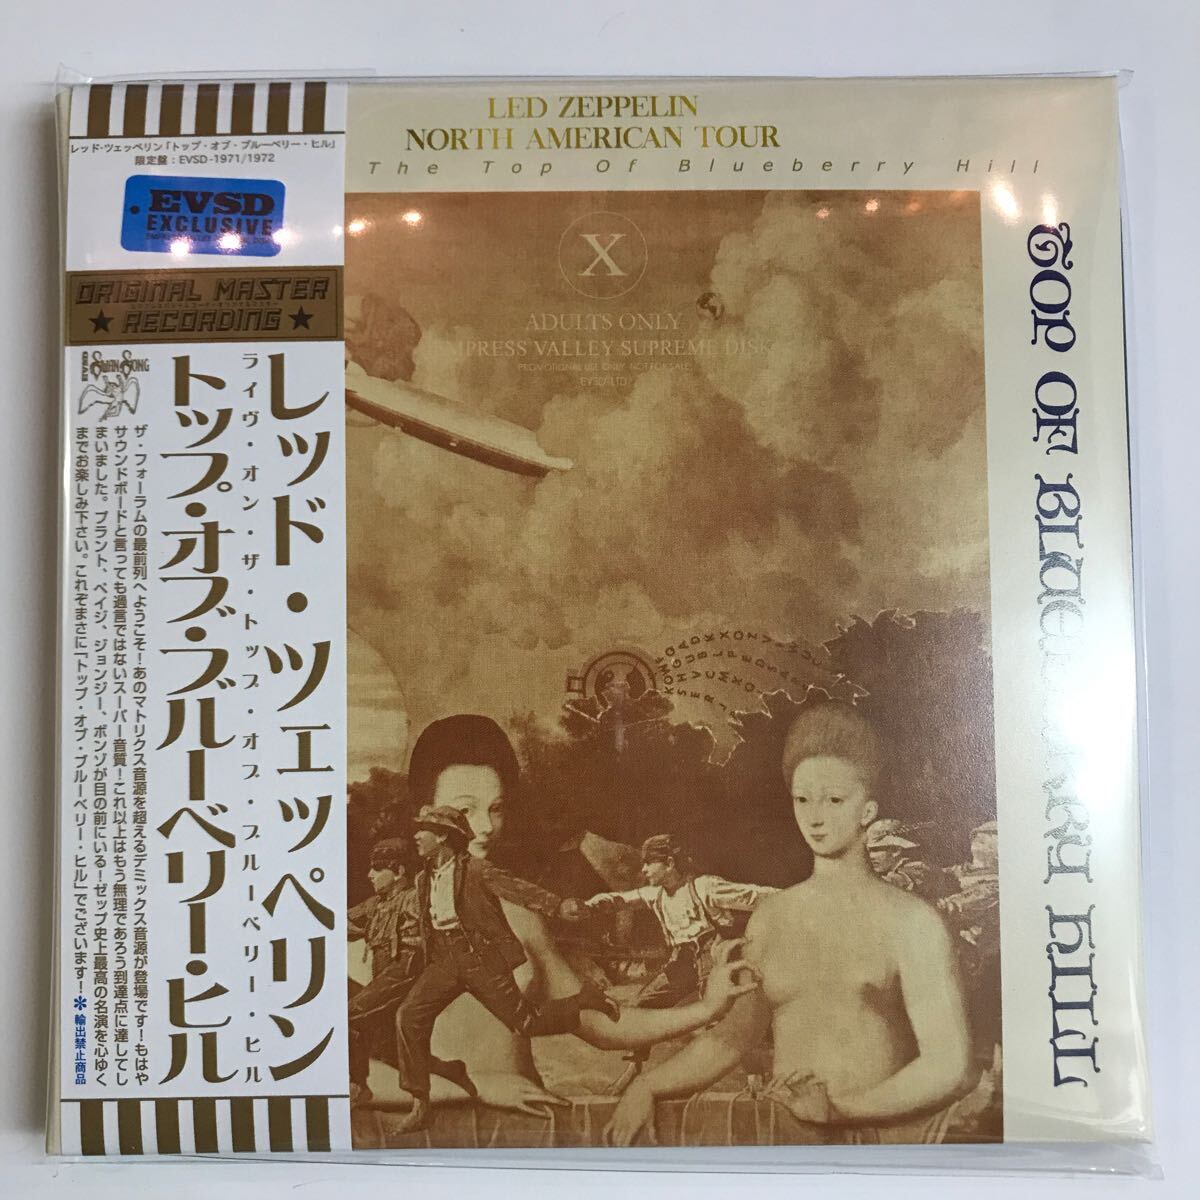 レッド・ツェッペリン「トップ・オブ・ブルーベリー・ヒル」
限定盤：EVSD-1971/1972
EVSD
EXCLUSIVE
ORIGINAL MASTER
★ RECORDING ★
SWAN SONG
レッド・ツェッペリン
ライヴ・オン・ザ・トップ・オブ・ブルーベリー・ヒル
トップ・オブ・ブルーベリー・ヒル
ザ・フォーラムの最前列へようこそ！あのマトリクス音源を超えるデミックス音源が登場です！もはや
サウンドボードと言っても過言ではないスーパー音質！これ以上はもう無理であろう到達点に達してし
まいました。プラント、ペイジ、ジョンジー、ボンゾが目の前にいる！ゼップ史上最高の名演を心ゆく
までお楽しみ下さい。これぞまさに「トップ・オブ・ブルーベリー・ヒル」でございます！✻輸出禁止商品
LED ZEPPELIN
NORTH AMERICAN TOUR
The Top Of Blueberry Hill
X
ADULTS ONLY
MPRESS VALLEY SUPREME DISK
PROMOTIONAL USE ONLY NOT FOR SALE
EVSD LTD
TOP OF BLUEBERRY HILL